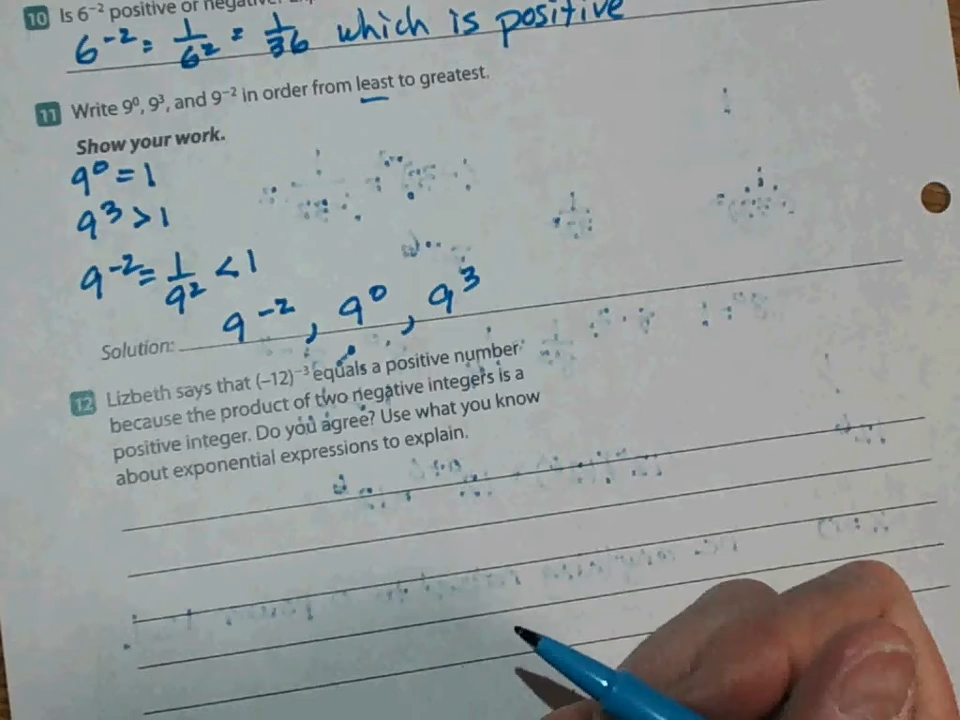 10 Is 6⁻² positive or negative?
6⁻² = 1/6² = 1/36 which is positive
11 Write 9⁰, 9³, and 9⁻² in order from least to greatest.
Show your work.
9⁰ = 1
9³ > 1
9⁻² = 1/9² < 1
9⁻², 9⁰, 9³
Solution:
12 Lizbeth says that (–12)⁻³ equals a positive number
because the product of two negative integers is a
positive integer. Do you agree? Use what you know
about exponential expressions to explain.